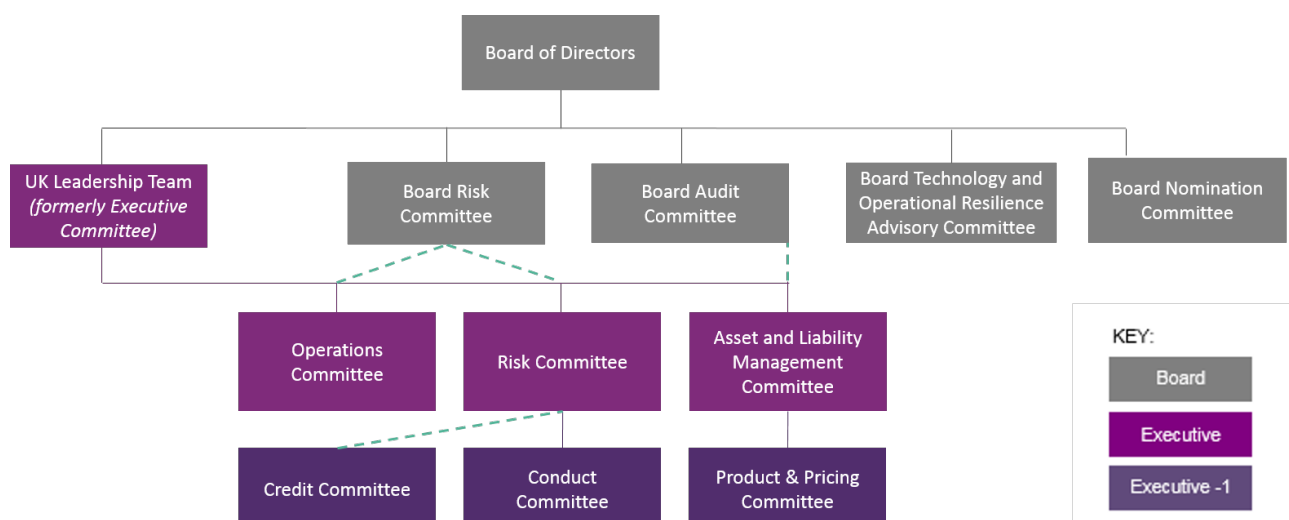 Board of Directors
UK Leadership Team
(formerly Executive
Committee)
Board Risk
Committee
Board Audit
Committee
Board Technology and
Operational Resilience
Advisory Committee
Board Nomination
Committee
Operations
Committee
Risk Committee
Asset and Liability
Management
Committee
Credit Committee
Conduct
Committee
Product & Pricing
Committee
KEY:
Board
Executive
Executive -1